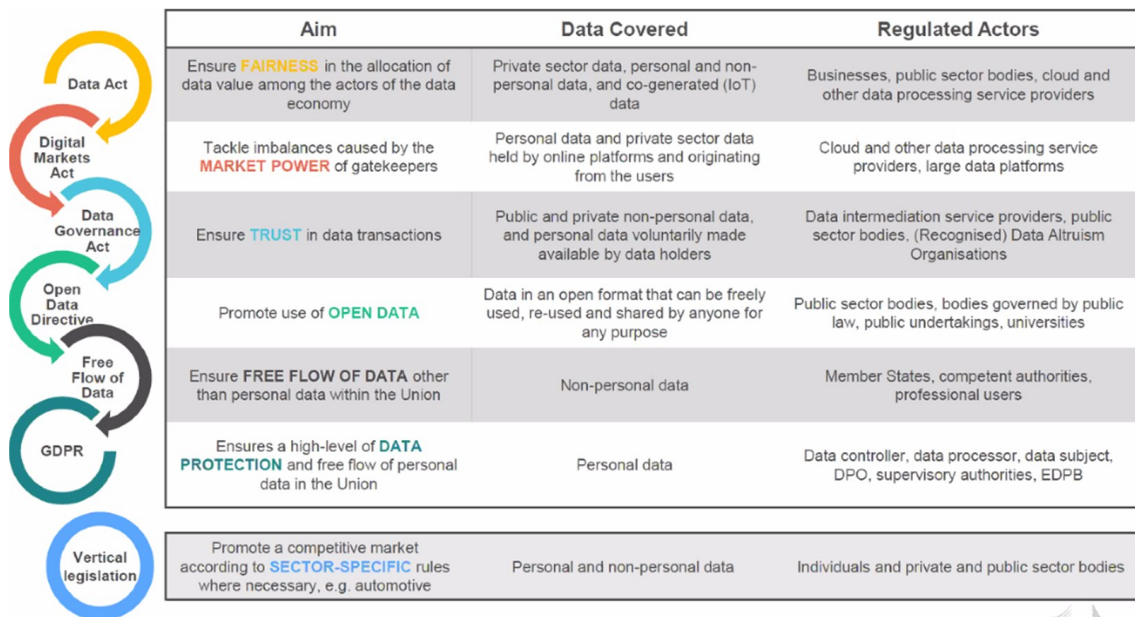 Aim
Data Covered
Regulated Actors
Data Act
Ensure FAIRNESS in the allocation of
data value among the actors of the data
economy
Private sector data, personal and non-
personal data, and co-generated (IoT)
data
Businesses, public sector bodies, cloud and
other data processing service providers
Digital
Markets
Act
Tackle imbalances caused by the
MARKET POWER of gatekeepers
Personal data and private sector data
held by online platforms and originating
from the users
Cloud and other data processing service
providers, large data platforms
Data
Governance
Act
Ensure TRUST in data transactions
Public and private non-personal data,
and personal data voluntarily made
available by data holders
Data intermediation service providers, public
sector bodies, (Recognised) Data Altruism
Organisations
Open
Data
Directive
Promote use of OPEN DATA
Data in an open format that can be freely
used, re-used and shared by anyone for
any purpose
Public sector bodies, bodies governed by public
law, public undertakings, universities
Free
Flow of
Data
Ensure FREE FLOW OF DATA other
than personal data within the Union
Non-personal data
Member States, competent authorities,
professional users
GDPR
Ensures a high-level of DATA
PROTECTION and free flow of personal
data in the Union
Personal data
Data controller, data processor, data subject,
DPO, supervisory authorities, EDPB
Vertical
legislation
Promote a competitive market
according to SECTOR-SPECIFIC rules
where necessary, e.g. automotive
Personal and non-personal data
Individuals and private and public sector bodies